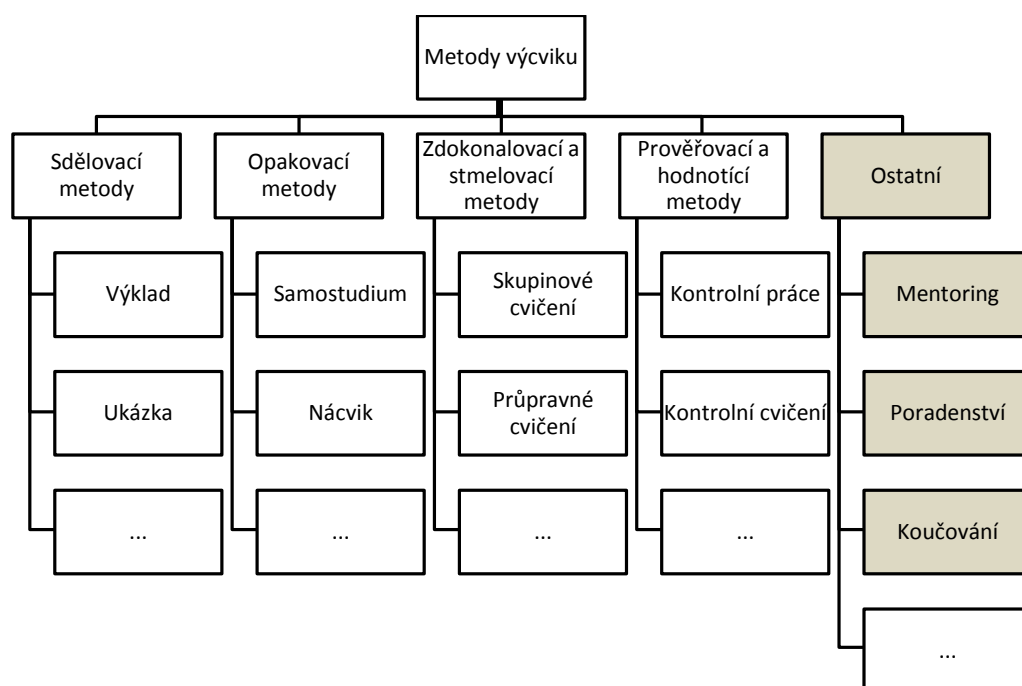 Metody výcviku
Sdělovací
metody
Opakovací
metody
Zdokonalovací a
stmelovací
metody
Prověřovací a
hodnotící
metody
Ostatní
Výklad
Samostudium
Skupinové
cvičení
Kontrolní práce
Mentoring
Ukázka
Nácvik
Průpravné
cvičení
Kontrolní cvičení
Poradenství
...
...
...
...
Koučování
...